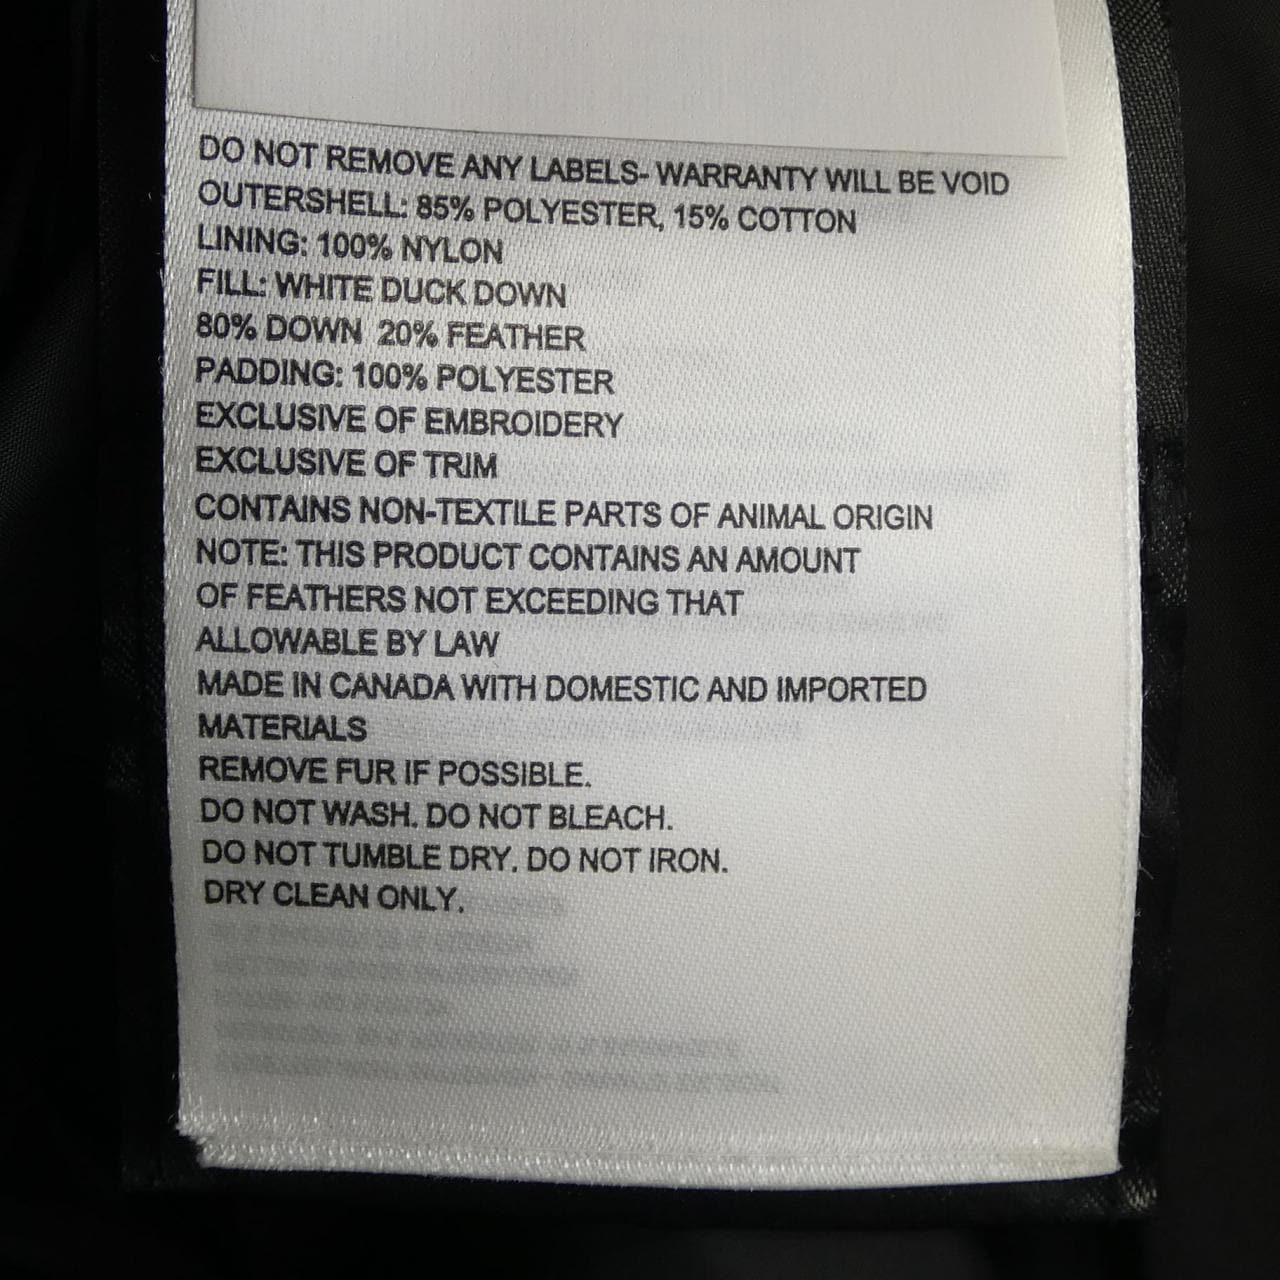 DO NOT REMOVE ANY LABELS- WARRANTY WILL BE VOID
OUTERSHELL: 85% POLYESTER, 15% COTTON
LINING: 100% NYLON
FILL: WHITE DUCK DOWN
80% DOWN 20% FEATHER
PADDING: 100% POLYESTER
EXCLUSIVE OF EMBROIDERY
EXCLUSIVE OF TRIM
CONTAINS NON-TEXTILE PARTS OF ANIMAL ORIGIN
NOTE: THIS PRODUCT CONTAINS AN AMOUNT
OF FEATHERS NOT EXCEEDING THAT
ALLOWABLE BY LAW
MADE IN CANADA WITH DOMESTIC AND IMPORTED
MATERIALS
REMOVE FUR IF POSSIBLE.
DO NOT WASH. DO NOT BLEACH.
DO NOT TUMBLE DRY. DO NOT IRON.
DRY CLEAN ONLY.